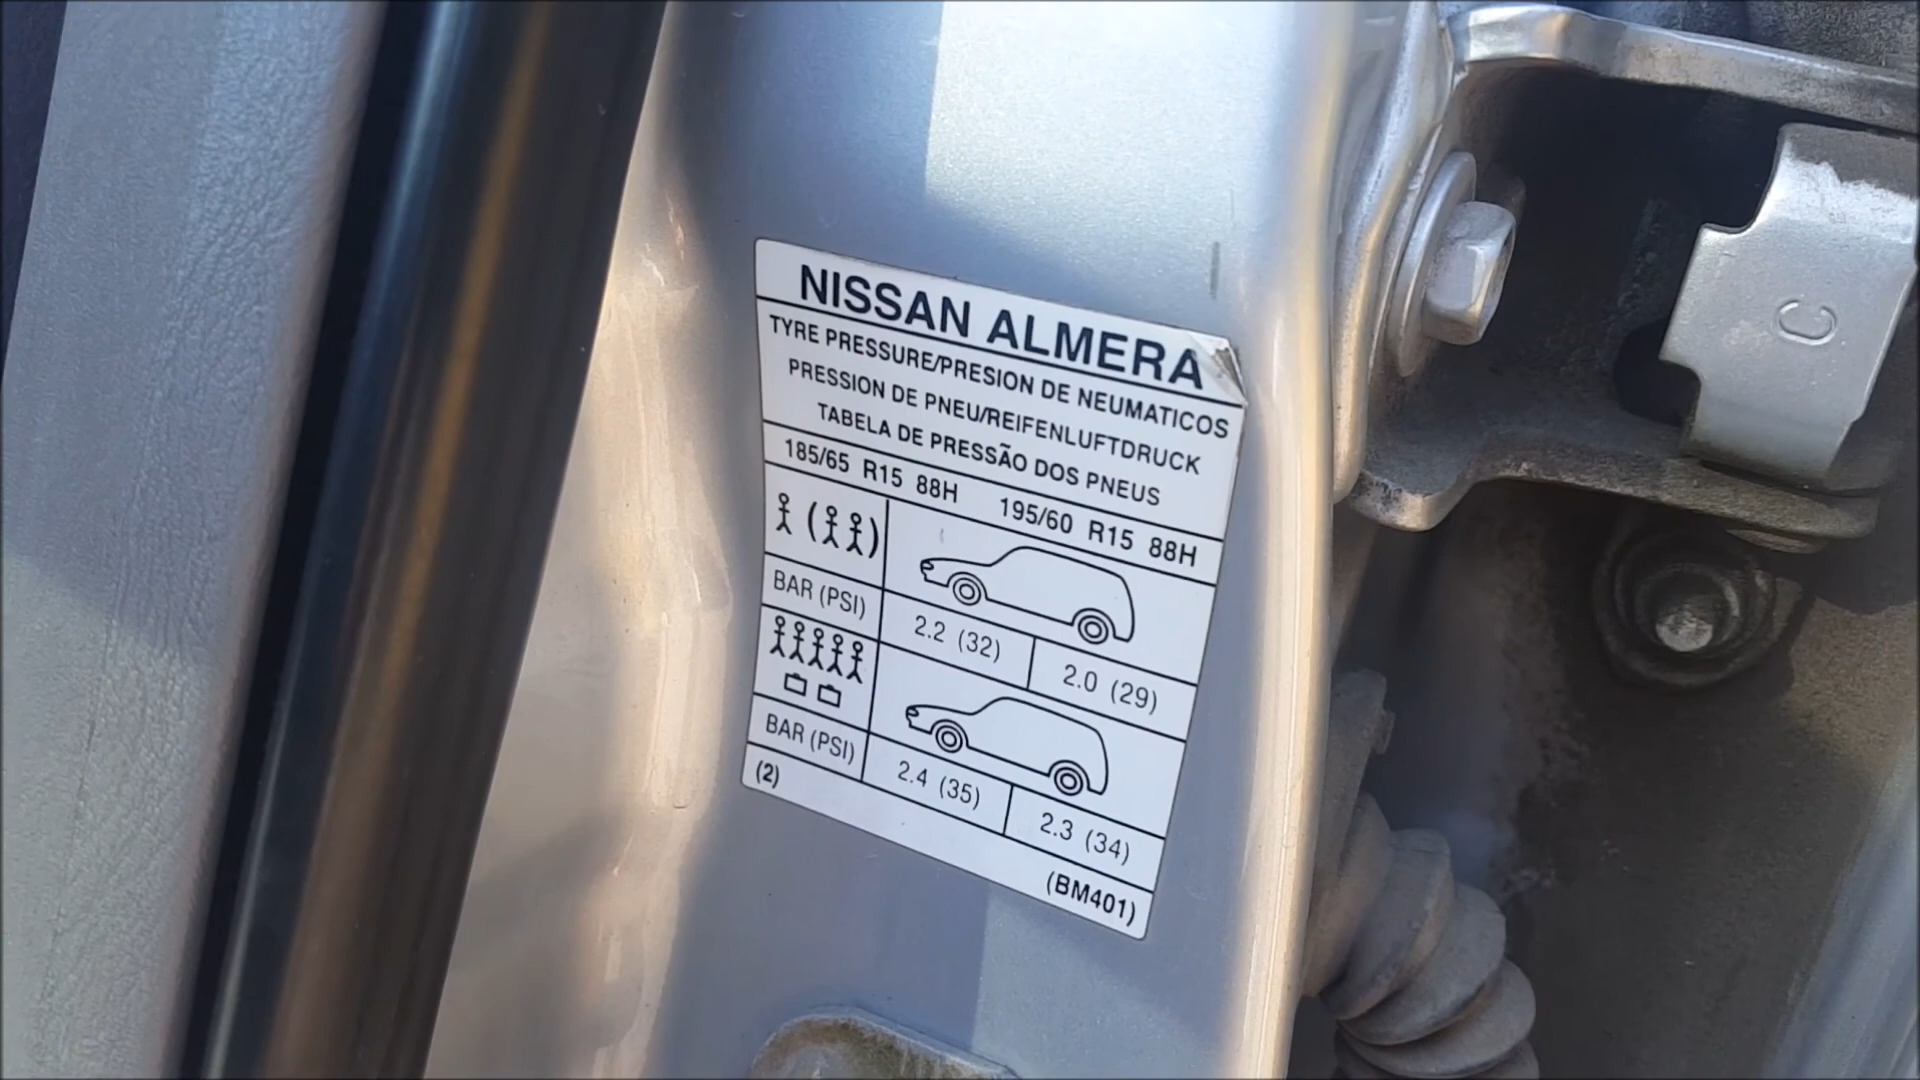 NISSAN ALMERA
TYRE PRESSURE/PRESION DE NEUMATICOS
PRESSION DE PNEU/REIFENLUFTDRUCK
TABELA DE PRESSÃO DOS PNEUS
185/65 R15 88H 195/60 R15 88H
BAR (PSI) 2.2 (32) 2.0 (29)
BAR (PSI) 2.4 (35) 2.3 (34)
(2)
(BM401)
C